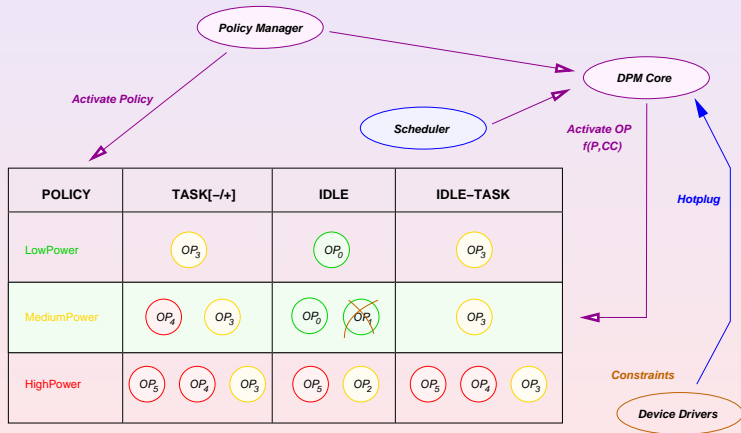 Policy Manager
DPM Core
Activate Policy
Scheduler
Activate OP
f(P,CC)
Hotplug
POLICY TASK[−/+] IDLE IDLE−TASK
LowPower OP3 OP0 OP3
MediumPower OP4 OP3 OP0 OP1 OP3
HighPower OP5 OP4 OP3 OP5 OP2 OP5 OP4 OP3
Constraints
Device Drivers